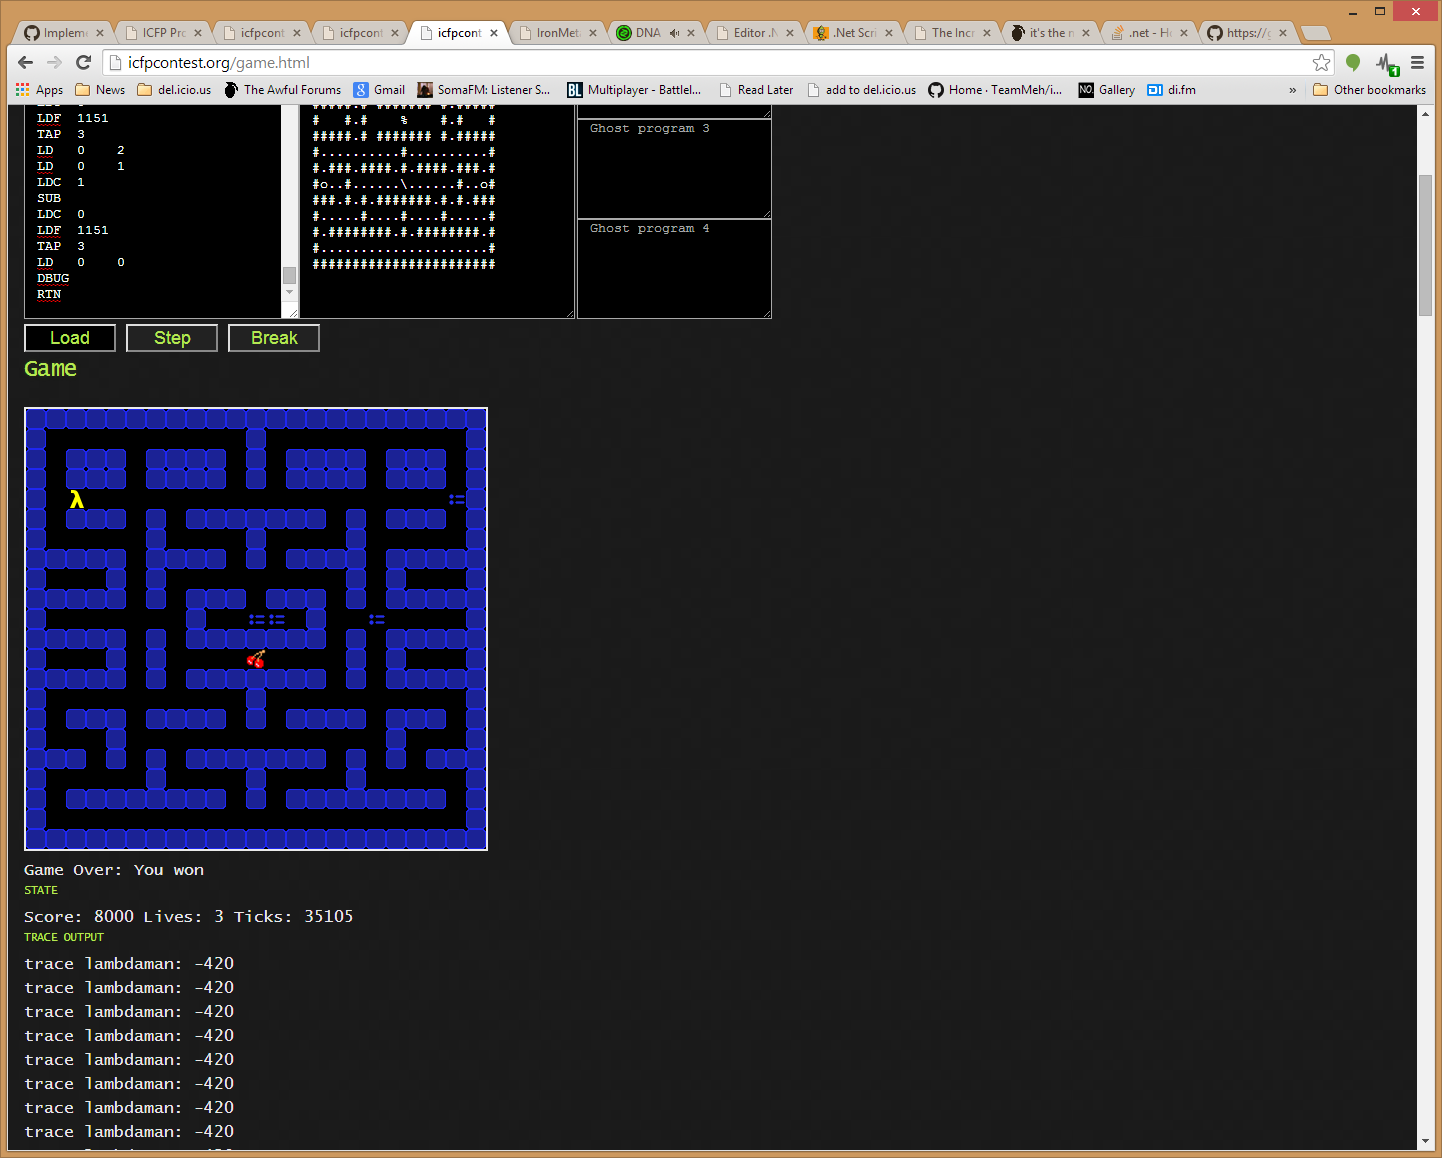 Implem
ICFP Pro
icfpcont
icfpcont
icfpcont
IronMeta
DNA
Editor .N
.Net Scri
The Incr
it's the n
.net - He
https://g
icfpcontest.org/game.html
Apps
News
del.icio.us
The Awful Forums
Gmail
SomaFM: Listener S...
Multiplayer - Battlel...
Read Later
add to del.icio.us
Home · TeamMeh/i...
Gallery
di.fm
»
Other bookmarks
LDF 1151
TAP 3
LD 0 2
LD 0 1
LDC 1
SUB
LDC 0
LDF 1151
TAP 3
LD 0 0
DBUG
RTN
#####.# ####### #.#####
#   #.#    %    #.#   #
#####.# ####### #.#####
#..........#..........#
#.###.####.#.####.###.#
#o..#......\......#..o#
###.#.#.#######.#.#.###
#.....#....#....#.....#
#.########.#.########.#
#.....................#
#######################
Ghost program 3
Ghost program 4
Load
Step
Break
Game
λ
Game Over: You won
STATE
Score: 8000 Lives: 3 Ticks: 35105
TRACE OUTPUT
trace lambdaman: -420
trace lambdaman: -420
trace lambdaman: -420
trace lambdaman: -420
trace lambdaman: -420
trace lambdaman: -420
trace lambdaman: -420
trace lambdaman: -420